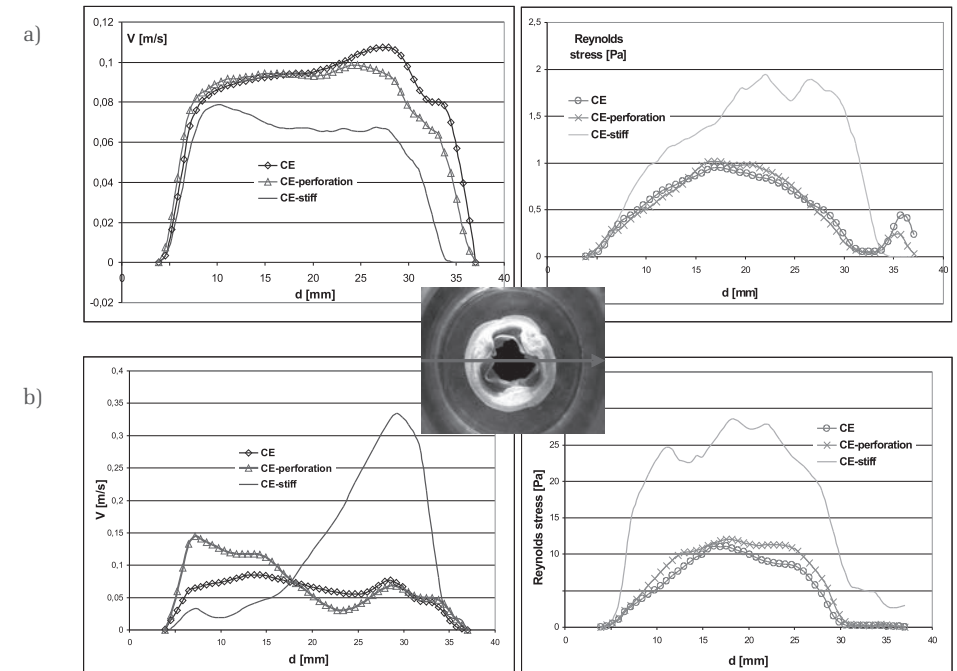 a)
V [m/s]
0,12
0,1
0,08
0,06
0,04
0,02
0
-0,02
0 5 10 15 20 25 30 35 40
d [mm]
CE
CE-perforation
CE-stiff
Reynolds
stress [Pa]
2,5
2
1,5
1
0,5
0
0 10 20 30 40
d [mm]
CE
CE-perforation
CE-stiff
b)
V [m/s]
0,4
0,35
0,3
0,25
0,2
0,15
0,1
0,05
0
0 5 10 15 20 25 30 35 40
d [mm]
CE
CE-perforation
CE-stiff
Reynolds stress [Pa]
25
20
15
10
0 5 10 15 20 25 30 35 40
d [mm]
CE
CE-perforation
CE-stiff